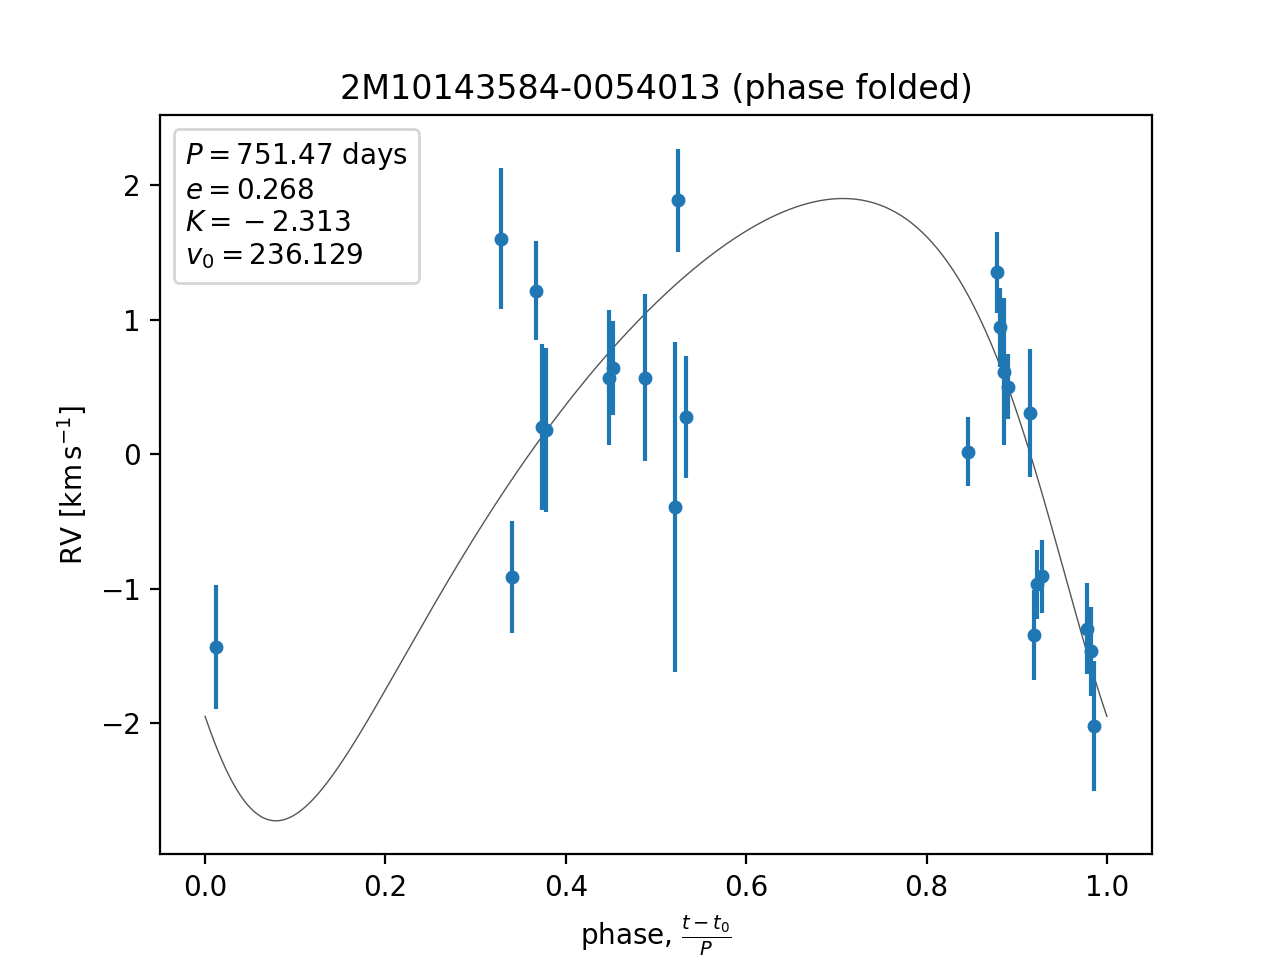 2M10143584-0054013 (phase folded)
P = 751.47 days
e = 0.268
K = − 2.313
v₀ = 236.129
2
1
0
−1
−2
RV [km s⁻¹]
0.0 0.2 0.4 0.6 0.8 1.0
phase, (t − t₀)/P